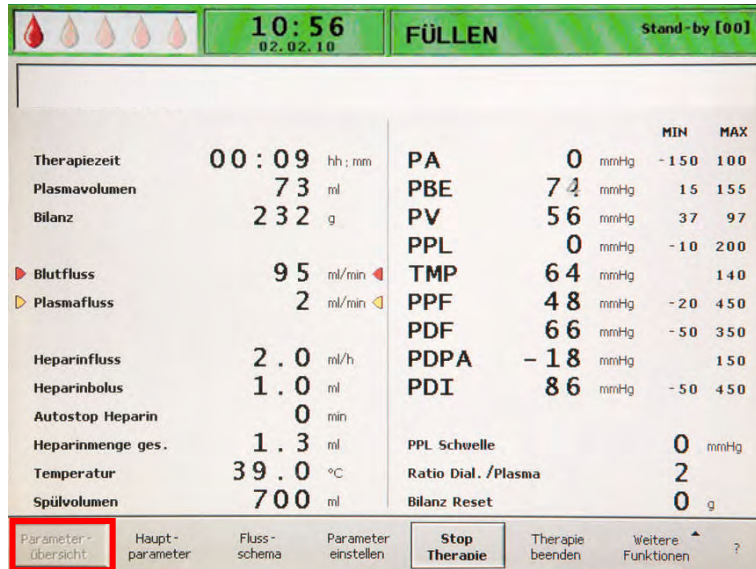 10:56
02.02.10
FÜLLEN
Stand-by [00]
MIN MAX
Therapiezeit 00:09 hh:mm
Plasmavolumen 73 ml
Bilanz 232 g
Blutfluss 95 ml/min
Plasmafluss 2 ml/min
Heparinfluss 2.0 ml/h
Heparinbolus 1.0 ml
Autostop Heparin 0 min
Heparinmenge ges. 1.3 ml
Temperatur 39.0 °C
Spülvolumen 700 ml
PA 0 mmHg -150 100
PBE 74 mmHg 15 155
PV 56 mmHg 37 97
PPL 0 mmHg -10 200
TMP 64 mmHg 140
PPF 48 mmHg -20 450
PDF 66 mmHg -50 350
PDPA -18 mmHg 150
PDI 86 mmHg -50 450
PPL Schwelle 0 mmHg
Ratio Dial./Plasma 2
Bilanz Reset 0 g
Parameter-
übersicht
Haupt-
parameter
Fluss-
schema
Parameter
einstellen
Stop
Therapie
Therapie
beenden
Weitere
Funktionen
?